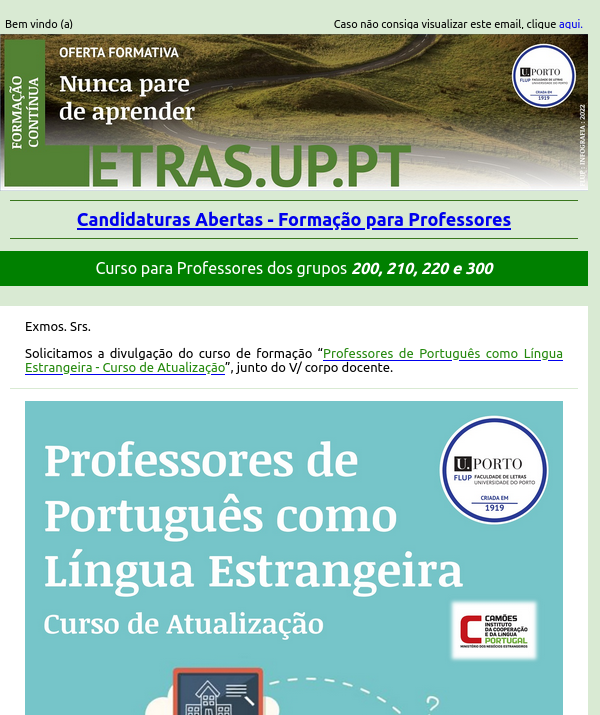 Bem vindo (a)
Caso não consiga visualizar este email, clique aqui.
FORMAÇÃO
CONTÍNUA
OFERTA FORMATIVA
Nunca pare
de aprender
LETRAS.UP.PT
U. PORTO
FLUP FACULDADE DE LETRAS
UNIVERSIDADE DO PORTO
CRIADA EM
1919
FLUP : INFOGRAFIA : 2022
Candidaturas Abertas - Formação para Professores
Curso para Professores dos grupos 200, 210, 220 e 300
Exmos. Srs.
Solicitamos a divulgação do curso de formação “Professores de Português como Língua
Estrangeira - Curso de Atualização”, junto do V/ corpo docente.
Professores de
Português como
Língua Estrangeira
Curso de Atualização
U. PORTO
FLUP FACULDADE DE LETRAS
UNIVERSIDADE DO PORTO
CRIADA EM
1919
CAMÕES
INSTITUTO
DA COOPERAÇÃO
E DA LÍNGUA
PORTUGAL
MINISTÉRIO DOS NEGÓCIOS ESTRANGEIROS